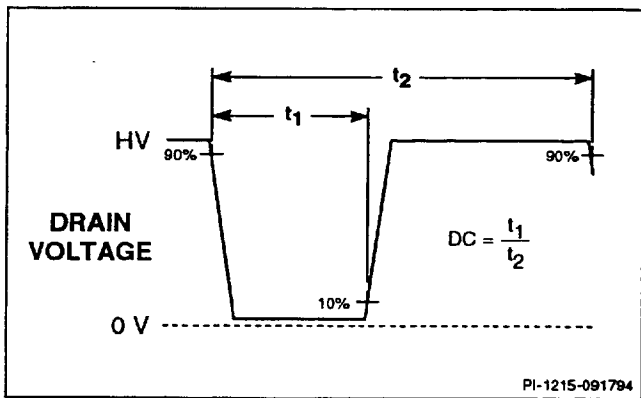 t2
t1
HV
90%
90%
DRAIN
VOLTAGE
DC = t1/t2
10%
0 V
PI-1215-091794